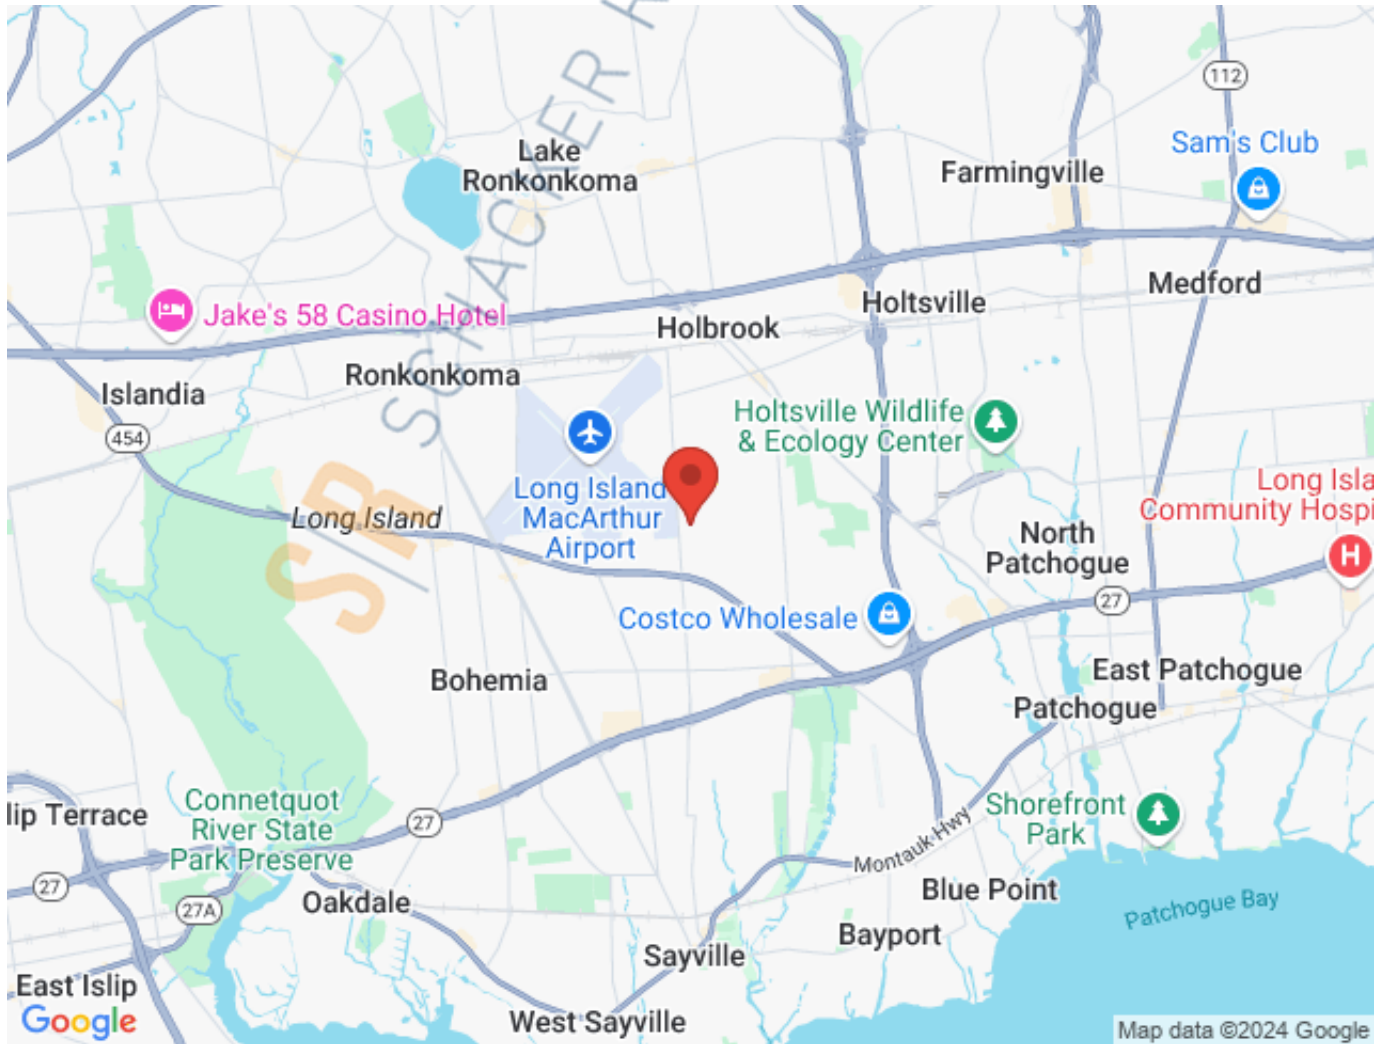 112
Sam's Club
Lake
Ronkonkoma
Farmingville
SCHACKER
Medford
Holtsville
Jake's 58 Casino Hotel
Holbrook
Ronkonkoma
Islandia
454
Holtsville Wildlife
& Ecology Center
Long Island
MacArthur
Airport
Long Island
SR
Long Isla
Community Hospi
H
North
Patchogue
27
Costco Wholesale
Bohemia
East Patchogue
Patchogue
Connetquot
River State
Park Preserve
lip Terrace
27
Shorefront
Park
Montauk Hwy
27
27A
Oakdale
Blue Point
Patchogue Bay
Bayport
Sayville
East Islip
West Sayville
Google
Map data ©2024 Google